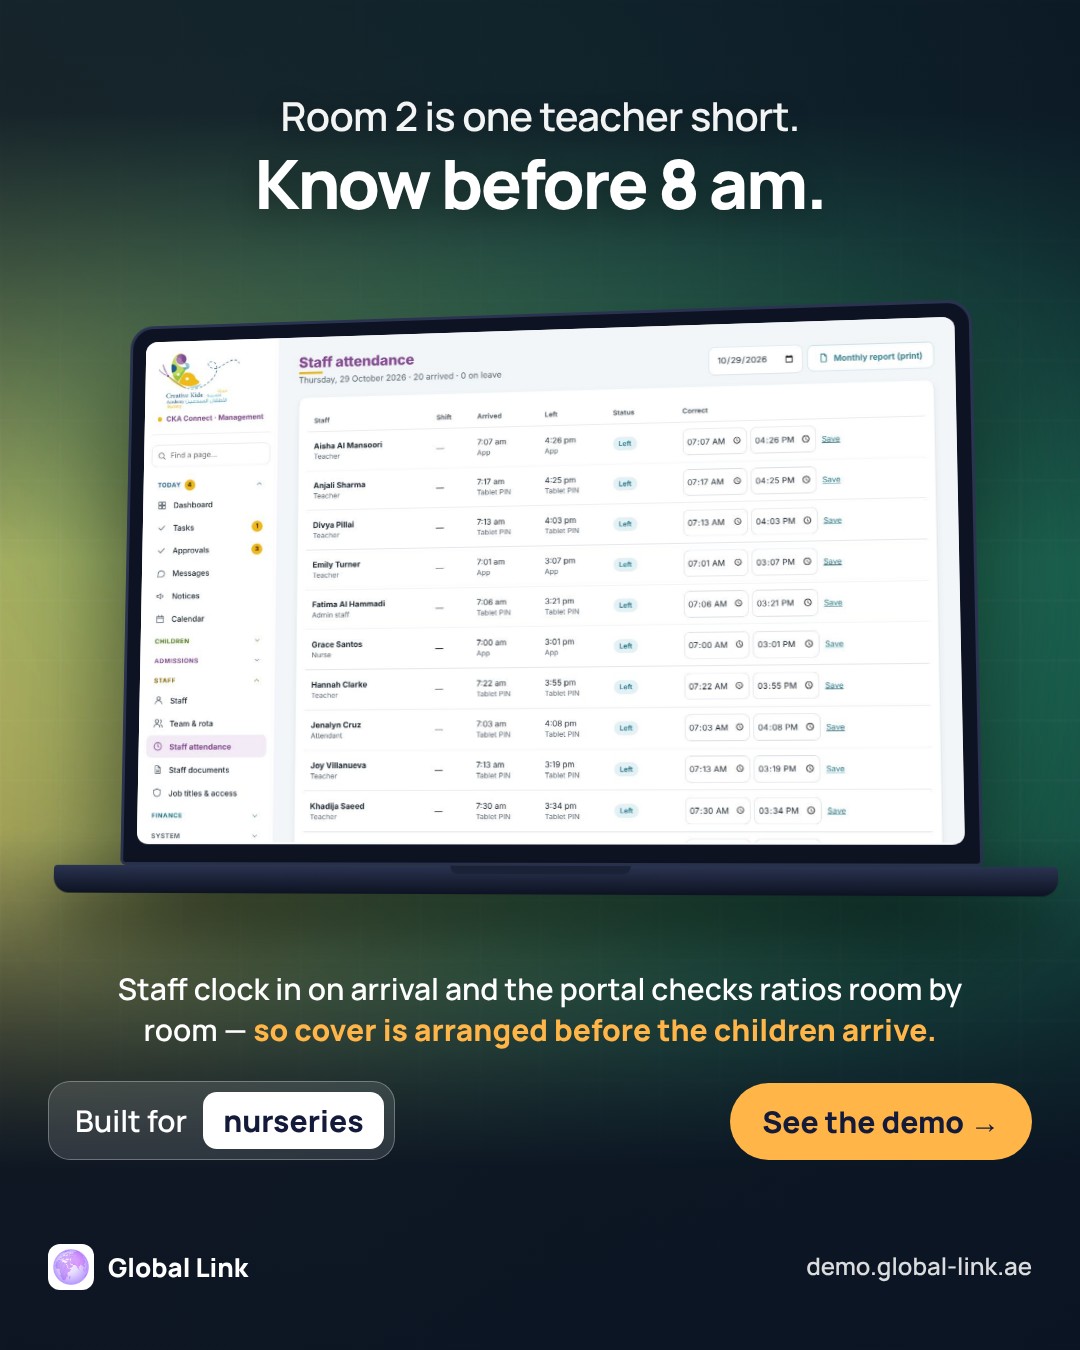 Room 2 is one teacher short.
Know before 8 am.
Creative Kids
CKA Connect · Management
Find a page...
TODAY 4
Dashboard
Tasks 1
Approvals 3
Messages
Notices
Calendar
CHILDREN
ADMISSIONS
STAFF
Staff
Team & rota
Staff attendance
Staff documents
Job titles & access
FINANCE
SYSTEM
Staff attendance
Thursday, 29 October 2026 · 20 arrived · 0 on leave
10/29/2026
Monthly report (print)
Staff Shift Arrived Left Status Correct
Aisha Al Mansoori — 7:07 am 4:26 pm Left 07:07 AM 04:26 PM Save
Teacher App App
Anjali Sharma — 7:17 am 4:25 pm Left 07:17 AM 04:25 PM Save
Teacher Tablet PIN Tablet PIN
Divya Pillai — 7:13 am 4:03 pm Left 07:13 AM 04:03 PM Save
Teacher Tablet PIN Tablet PIN
Emily Turner — 7:01 am 3:07 pm Left 07:01 AM 03:07 PM Save
Teacher App App
Fatima Al Hammadi — 7:06 am 3:21 pm Left 07:06 AM 03:21 PM Save
Admin staff Tablet PIN Tablet PIN
Grace Santos — 7:00 am 3:01 pm Left 07:00 AM 03:01 PM Save
Nurse App App
Hannah Clarke — 7:22 am 3:55 pm Left 07:22 AM 03:55 PM Save
Teacher Tablet PIN Tablet PIN
Jenalyn Cruz — 7:03 am 4:08 pm Left 07:03 AM 04:08 PM Save
Attendant Tablet PIN Tablet PIN
Joy Villanueva — 7:13 am 3:19 pm Left 07:13 AM 03:19 PM Save
Teacher Tablet PIN Tablet PIN
Khadija Saeed — 7:30 am 3:34 pm Left 07:30 AM 03:34 PM Save
Teacher Tablet PIN Tablet PIN
Staff clock in on arrival and the portal checks ratios room by
room — so cover is arranged before the children arrive.
Built for nurseries
See the demo →
Global Link
demo.global-link.ae